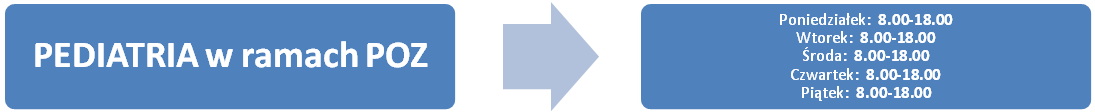 PEDIATRIA w ramach POZ
Poniedziałek: 8.00-18.00
Wtorek: 8.00-18.00
Środa: 8.00-18.00
Czwartek: 8.00-18.00
Piątek: 8.00-18.00